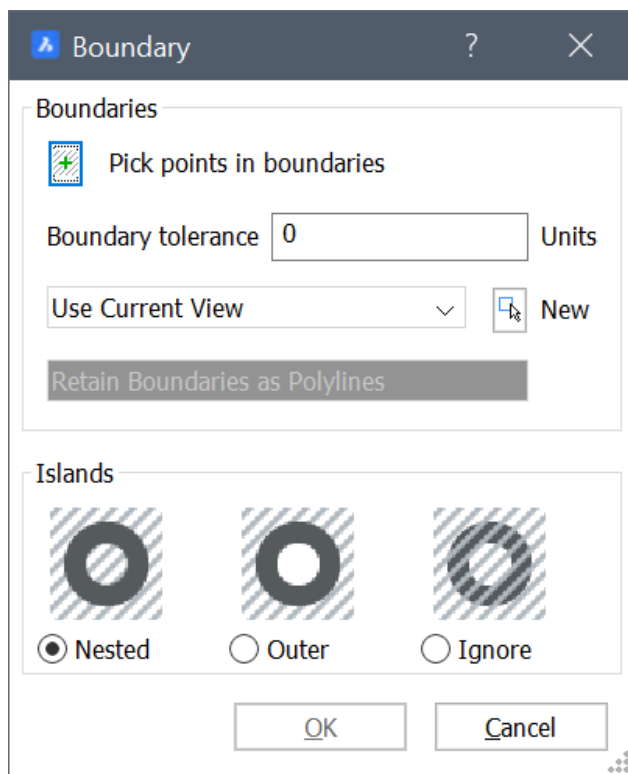 Boundary ?
Boundaries
Pick points in boundaries
Boundary tolerance 0 Units
Use Current View New
Retain Boundaries as Polylines
Islands
Nested Outer Ignore
OK Cancel